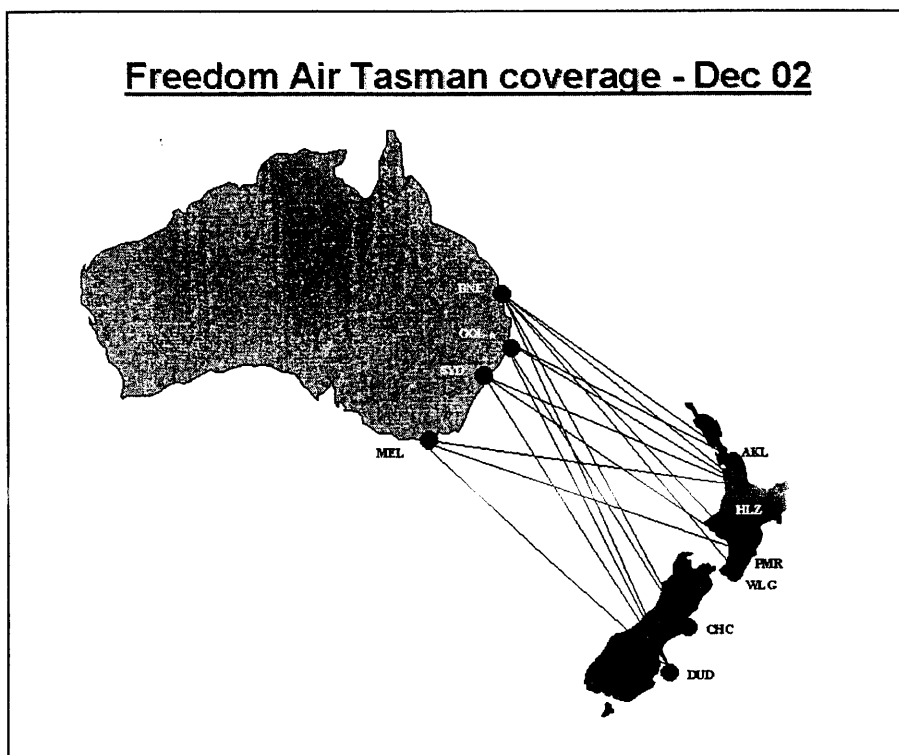 Freedom Air Tasman coverage - Dec 02
BNE
OOL
SYD
MEL
AKL
HLZ
PMR
WLG
CHC
DUD